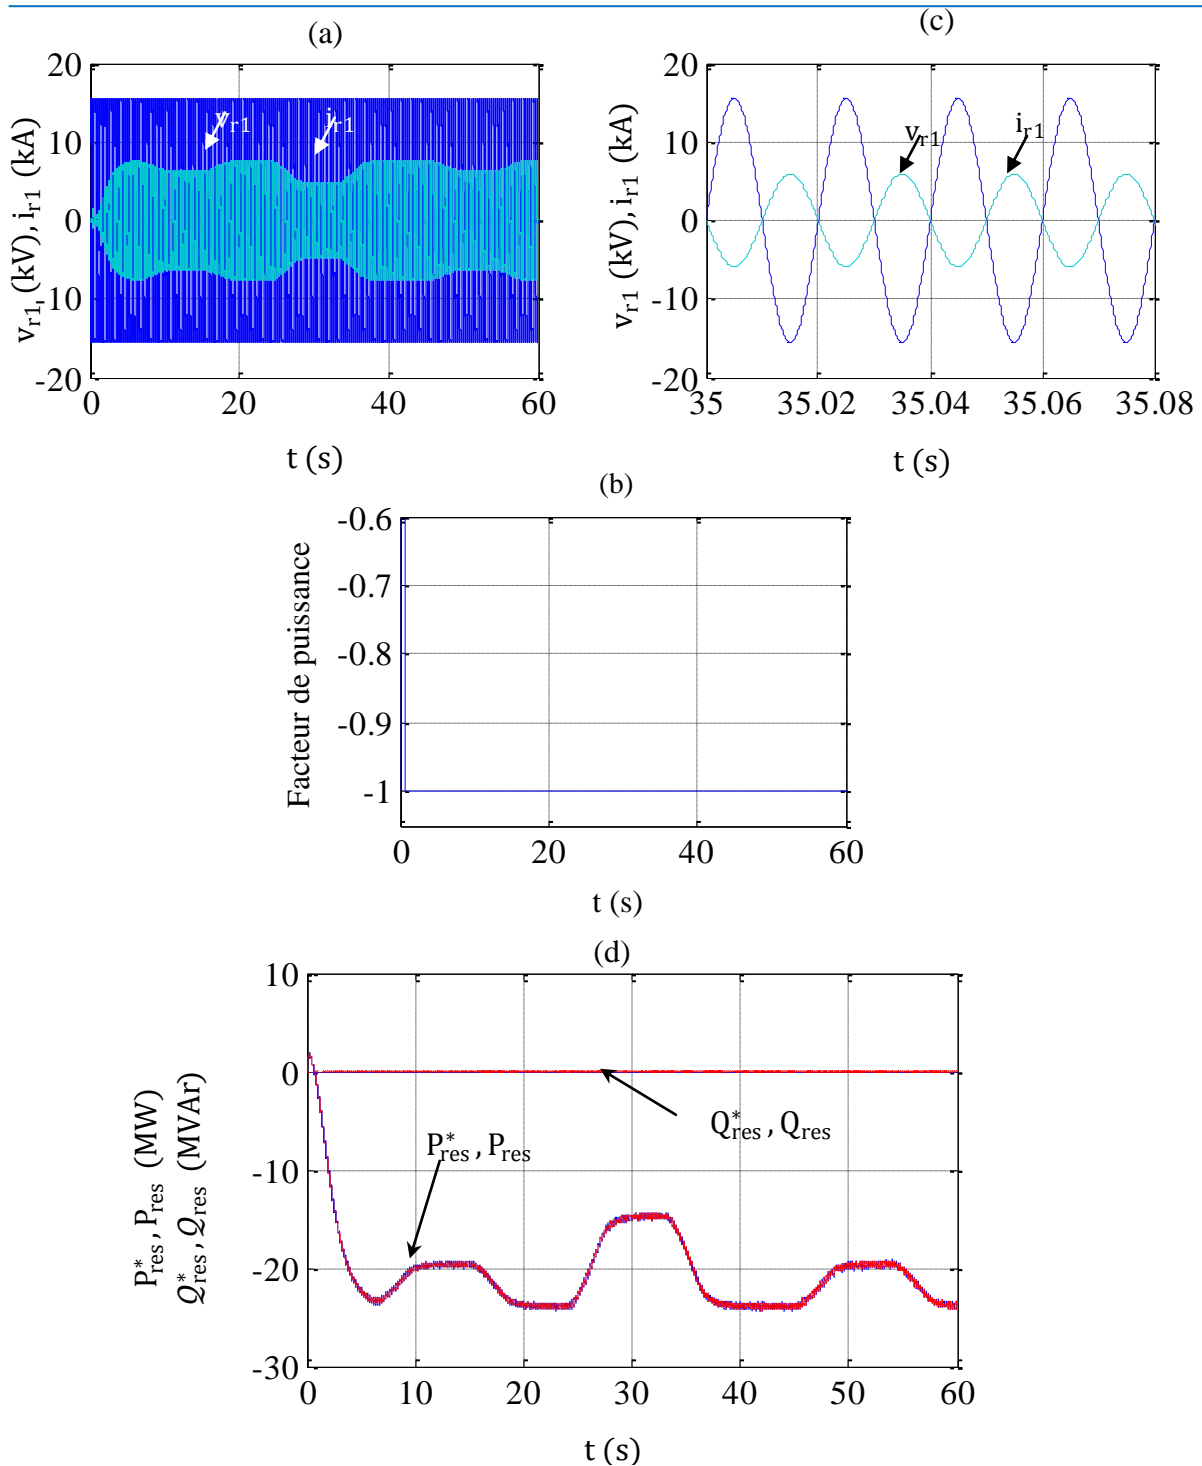 (a)
20
10
0
-10
-20
v_r1, (kV), i_r1 (kA)
v_r1
i_r1
0 20 40 60
t (s)
(c)
20
10
0
-10
-20
v_r1 (kV), i_r1 (kA)
v_r1
i_r1
35 35.02 35.04 35.06 35.08
t (s)
(b)
-0.6
-0.7
-0.8
-0.9
-1
Facteur de puissance
0 20 40 60
t (s)
(d)
10
0
-10
-20
-30
P*_res, P_res (MW)
Q*_res, Q_res (MVAr)
Q*_res, Q_res
P*_res, P_res
0 10 20 30 40 50 60
t (s)